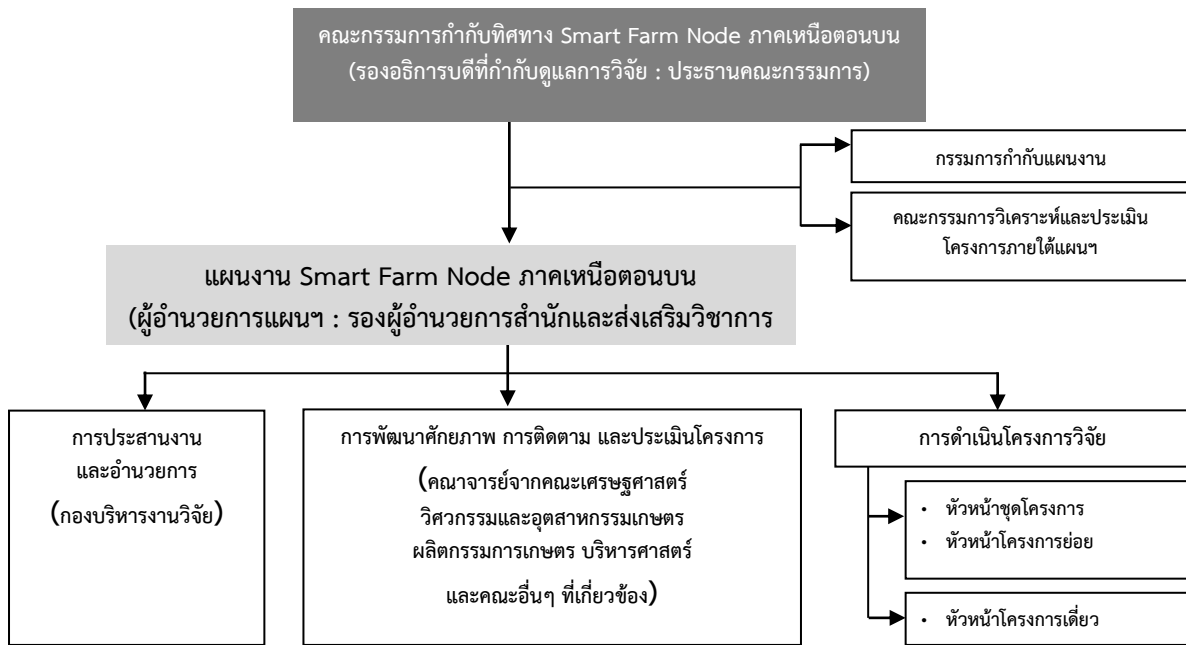 คณะกรรมการกำกับทิศทาง Smart Farm Node ภาคเหนือตอนบน
(รองอธิการบดีที่กำกับดูแลการวิจัย : ประธานคณะกรรมการ)
กรรมการกำกับแผนงาน
คณะกรรมการวิเคราะห์และประเมิน
โครงการภายใต้แผนฯ
แผนงาน Smart Farm Node ภาคเหนือตอนบน
(ผู้อำนวยการแผนฯ : รองผู้อำนวยการสำนักและส่งเสริมวิชาการ
การประสานงาน
และอำนวยการ
(กองบริหารงานวิจัย)
การพัฒนาศักยภาพ การติดตาม และประเมินโครงการ
(คณาจารย์จากคณะเศรษฐศาสตร์
วิศวกรรมและอุตสาหกรรมเกษตร
ผลิตกรรมการเกษตร บริหารศาสตร์
และคณะอื่นๆ ที่เกี่ยวข้อง)
การดำเนินโครงการวิจัย
• หัวหน้าชุดโครงการ
• หัวหน้าโครงการย่อย
• หัวหน้าโครงการเดี่ยว